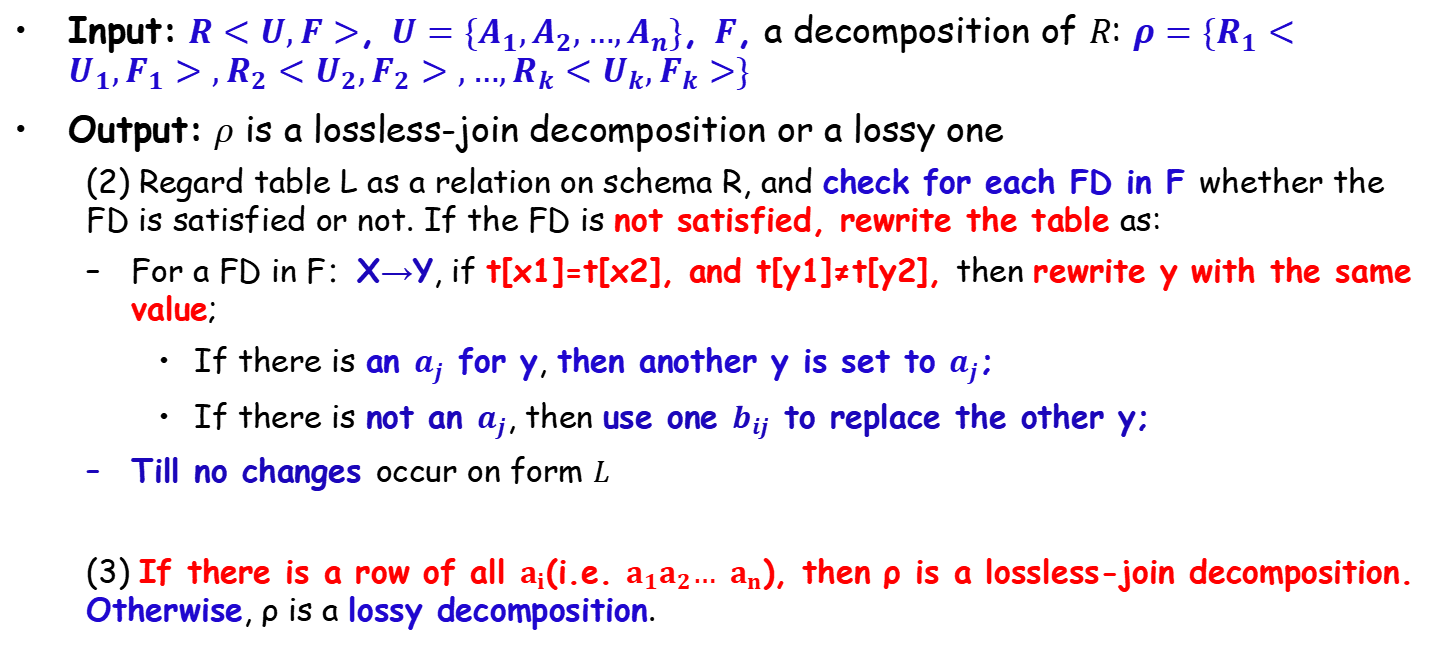 • Input: R < U, F >, U = {A₁, A₂, ..., Aₙ}, F, a decomposition of R: ρ = {R₁ <
U₁, F₁ > , R₂ < U₂, F₂ > , ..., Rₖ < Uₖ, Fₖ >}
• Output: ρ is a lossless-join decomposition or a lossy one
(2) Regard table L as a relation on schema R, and check for each FD in F whether the
FD is satisfied or not. If the FD is not satisfied, rewrite the table as:
– For a FD in F: X→Y, if t[x1]=t[x2], and t[y1]≠t[y2], then rewrite y with the same
value;
• If there is an aⱼ for y, then another y is set to aⱼ;
• If there is not an aⱼ, then use one bᵢⱼ to replace the other y;
– Till no changes occur on form L
(3) If there is a row of all aᵢ(i.e. a₁a₂... aₙ), then ρ is a lossless-join decomposition.
Otherwise, ρ is a lossy decomposition.